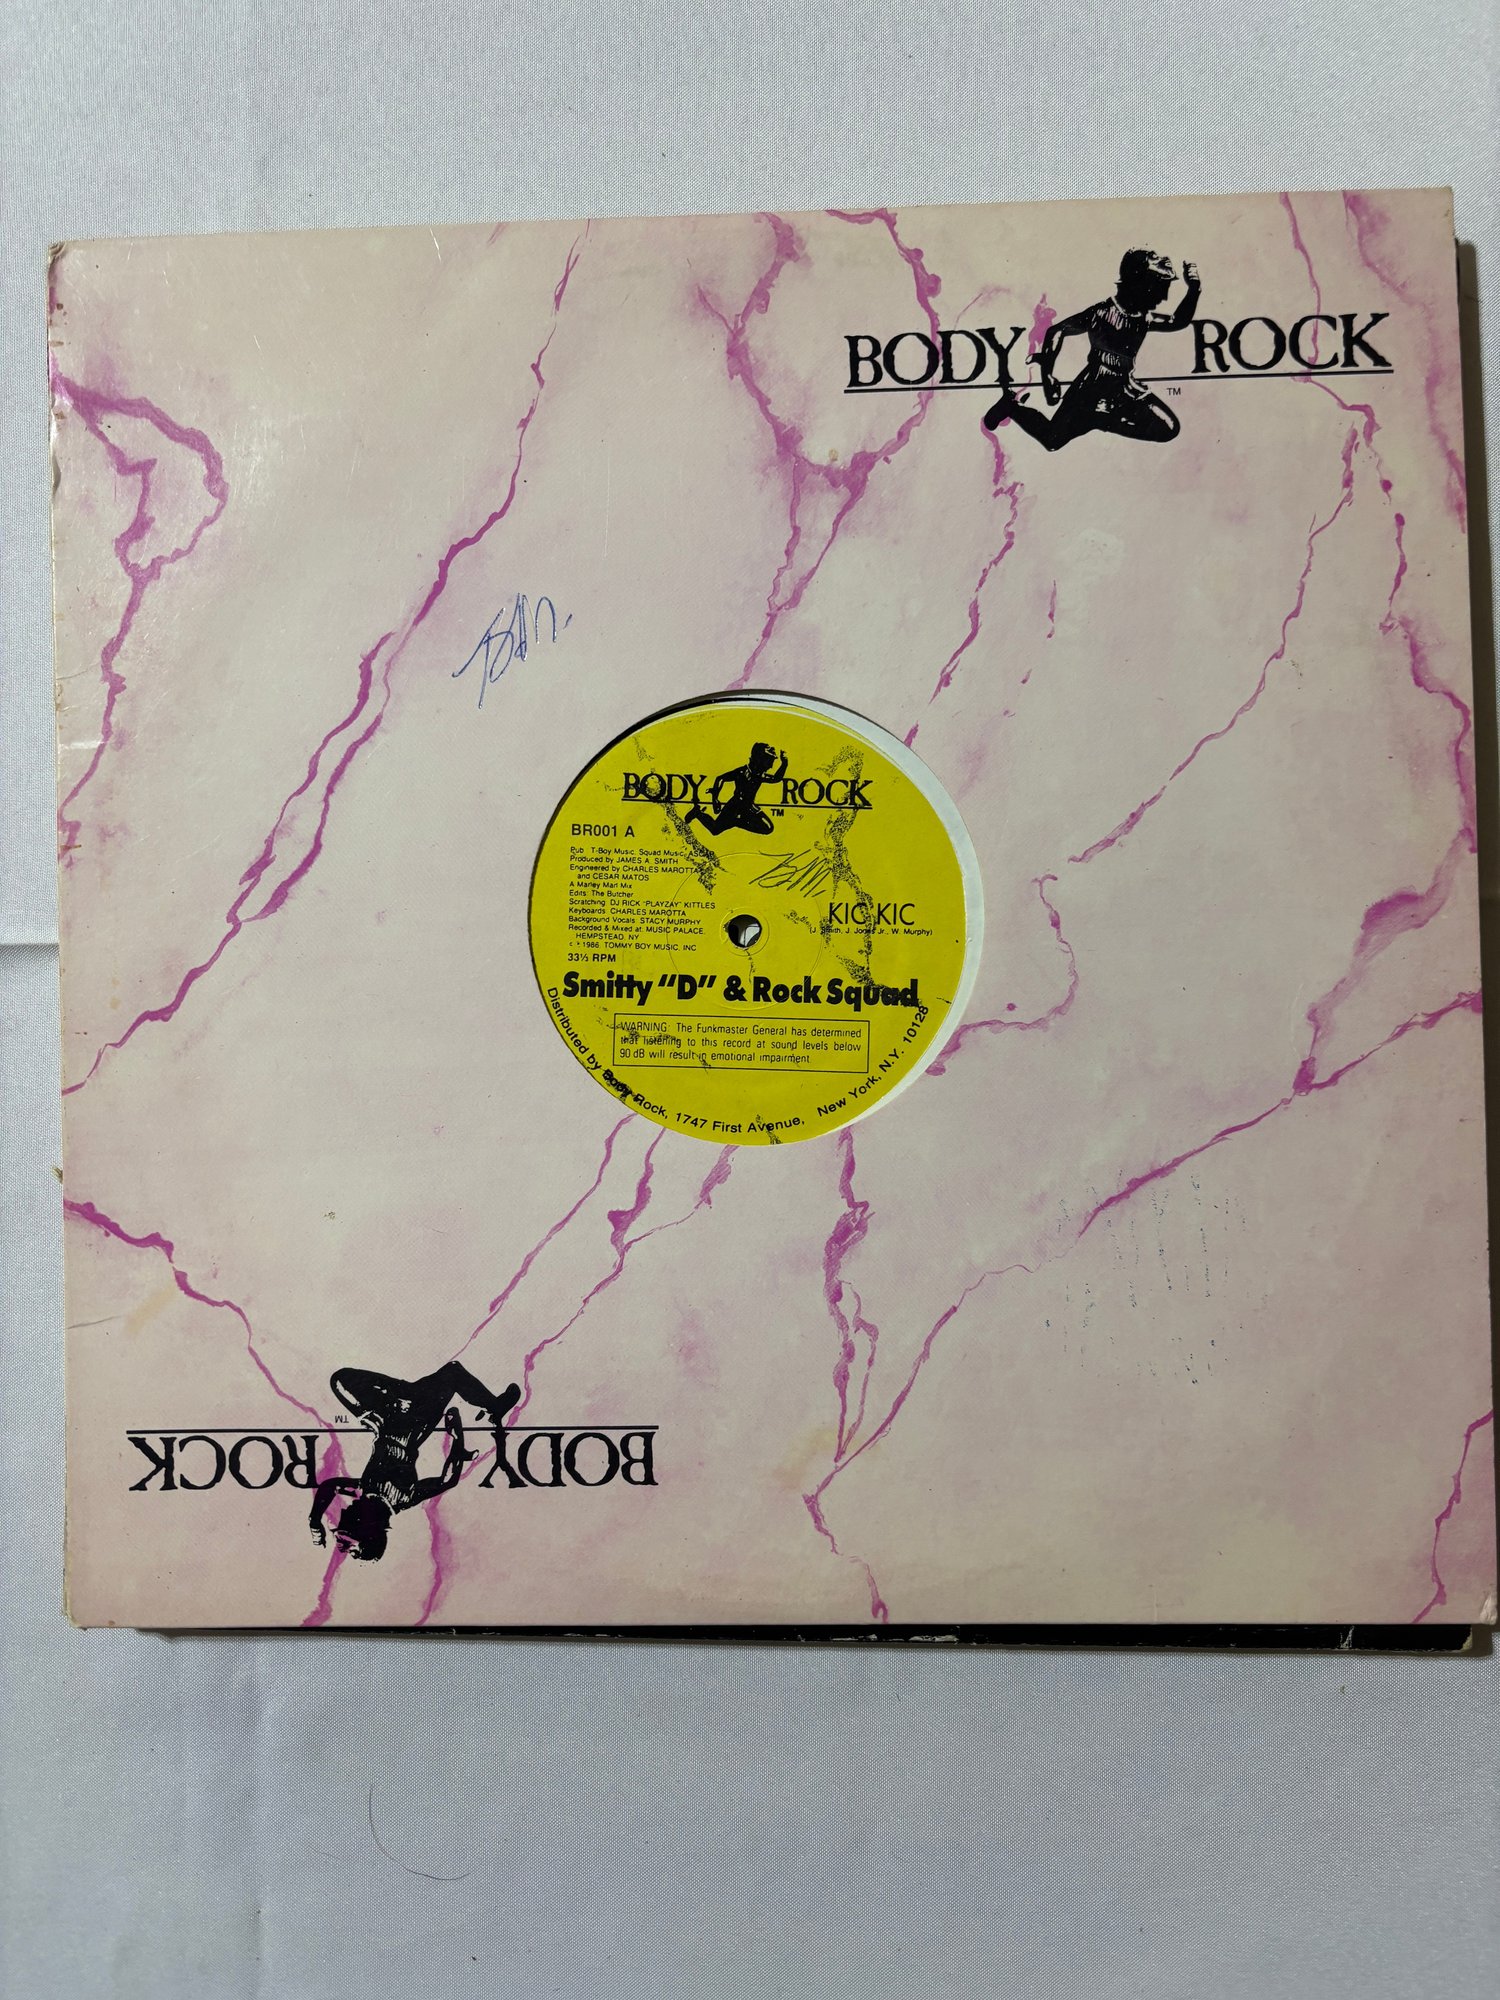 BODY ROCK
TM
BODY ROCK
TM
BR001 A
Pub: T-Boy Music, Squad Music, ASCAP
Produced by JAMES A. SMITH
Engineered by CHARLES MAROTTA
and CESAR MATOS
A Marley Marl Mix
Edits: The Butcher
Scratching: DJ RICK "PLAYZAY" KITTLES
Keyboards: CHARLES MAROTTA
Background Vocals: STACY MURPHY
Recorded & Mixed at: MUSIC PALACE,
HEMPSTEAD, NY
© ℗ 1986, TOMMY BOY MUSIC, INC
33⅓ RPM
KIC KIC
(J. Smith, J. Jones Jr., W. Murphy)
Smitty "D" & Rock Squad
WARNING: The Funkmaster General has determined
that listening to this record at sound levels below
90 dB will result in emotional impairment
Distributed by Body Rock, 1747 First Avenue, New York, N.Y. 10128
BODY ROCK
TM